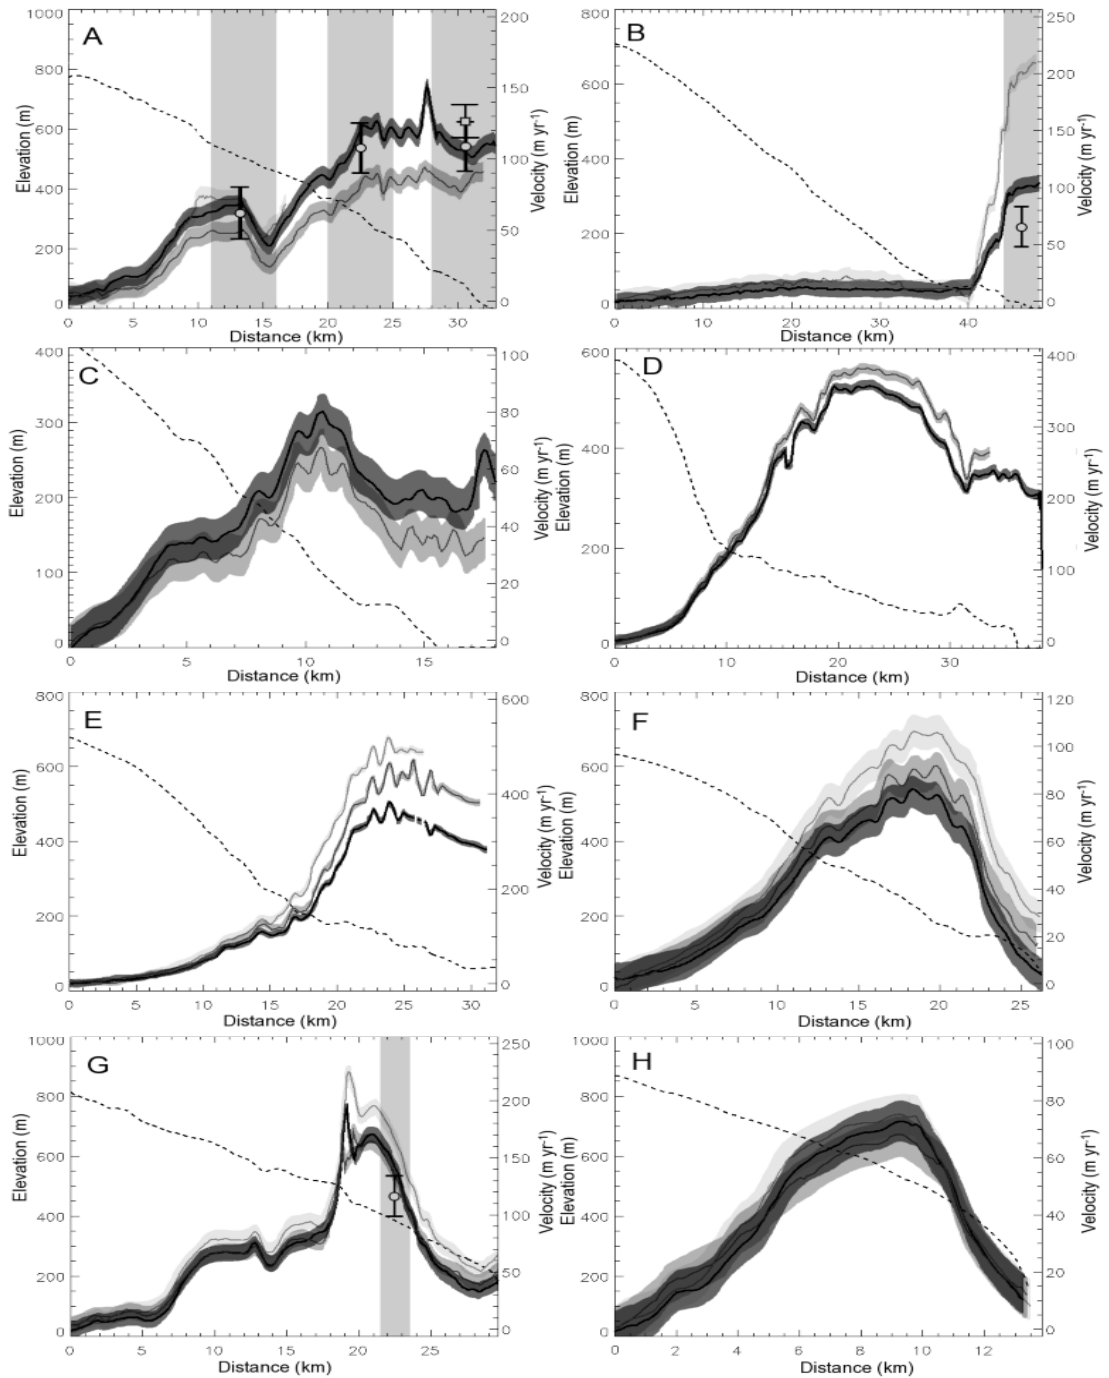 A
1000
800
600
400
200
0
Elevation (m)
0 5 10 15 20 25 30
Distance (km)
200
150
100
50
0
Velocity (m yr⁻¹)
B
800
600
400
200
0
Elevation (m)
0 10 20 30 40
Distance (km)
250
200
150
100
50
0
Velocity (m yr⁻¹)
C
400
300
200
100
0
Elevation (m)
0 5 10 15
Distance (km)
100
80
60
40
20
0
Velocity (m yr⁻¹)
D
600
400
200
0
Elevation (m)
0 10 20 30
Distance (km)
400
300
200
100
0
Velocity (m yr⁻¹)
E
800
600
400
200
0
Elevation (m)
0 5 10 15 20 25 30
Distance (km)
600
400
200
0
Velocity (m yr⁻¹)
F
800
600
400
200
0
Elevation (m)
0 5 10 15 20 25
Distance (km)
120
100
80
60
40
20
0
Velocity (m yr⁻¹)
G
1000
800
600
400
200
0
Elevation (m)
0 5 10 15 20 25
Distance (km)
250
200
150
100
50
0
Velocity (m yr⁻¹)
H
1000
800
600
400
200
0
Elevation (m)
0 2 4 6 8 10 12
Distance (km)
100
80
60
40
20
0
Velocity (m yr⁻¹)